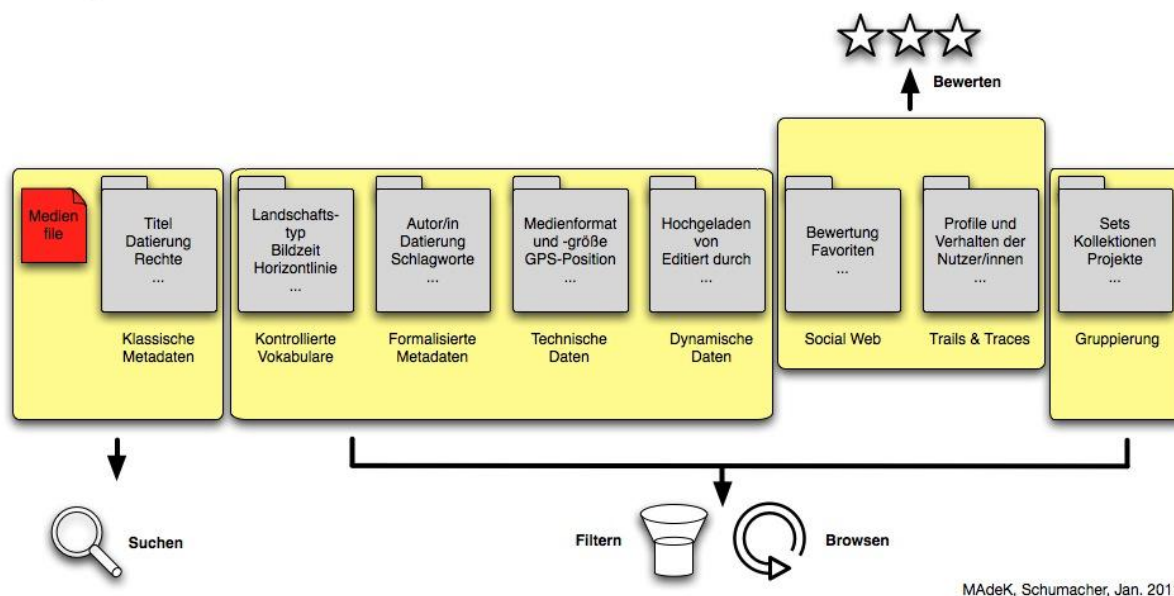 Bewerten
Medien
file
Titel
Datierung
Rechte
...
Klassische
Metadaten
Landschafts-
typ
Bildzeit
Horizontlinie
...
Kontrollierte
Vokabulare
Autor/in
Datierung
Schlagworte
...
Formalisierte
Metadaten
Medienformat
und -größe
GPS-Position
...
Technische
Daten
Hochgeladen
von
Editiert durch
...
Dynamische
Daten
Bewertung
Favoriten
...
Social Web
Profile und
Verhalten der
Nutzer/innen
...
Trails & Traces
Sets
Kollektionen
Projekte
...
Gruppierung
Suchen
Filtern
Browsen
MAdeK, Schumacher, Jan. 201